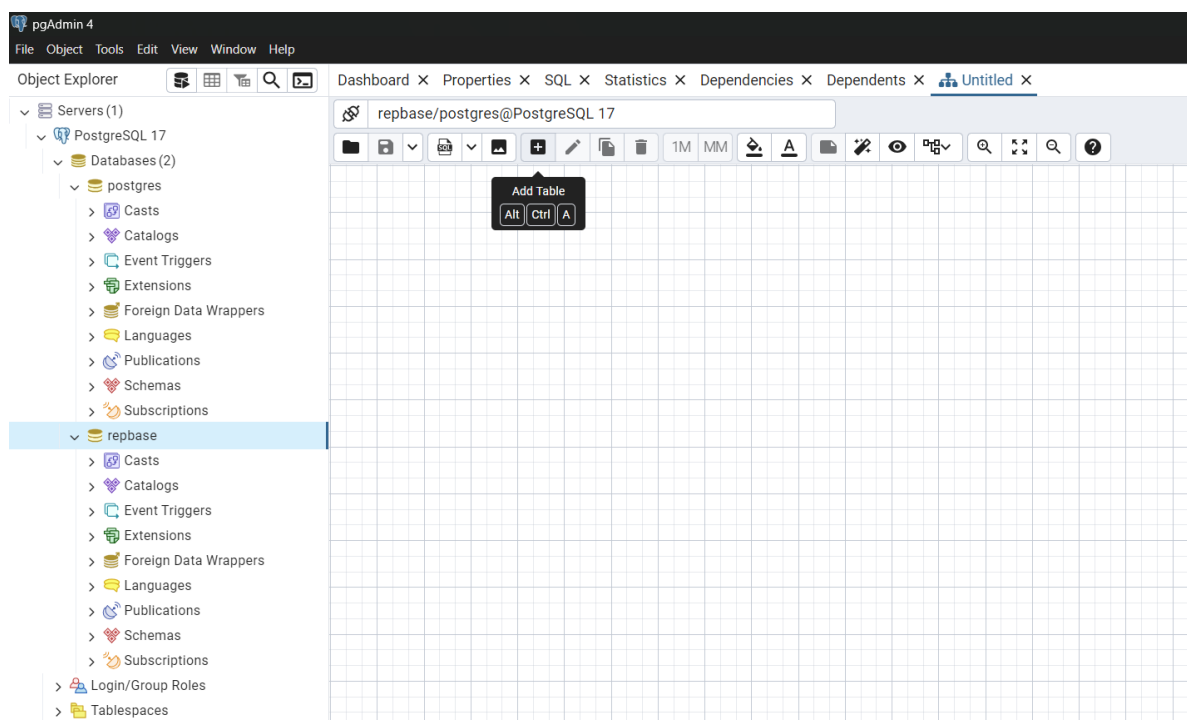 pgAdmin 4
File Object Tools Edit View Window Help
Object Explorer
Dashboard Properties SQL Statistics Dependencies Dependents Untitled
Servers (1)
repbase/postgres@PostgreSQL 17
PostgreSQL 17
SQL 1M MM A
Databases (2)
postgres
Add Table
Alt Ctrl A
Casts
Catalogs
Event Triggers
Extensions
Foreign Data Wrappers
Languages
Publications
Schemas
Subscriptions
repbase
Casts
Catalogs
Event Triggers
Extensions
Foreign Data Wrappers
Languages
Publications
Schemas
Subscriptions
Login/Group Roles
Tablespaces